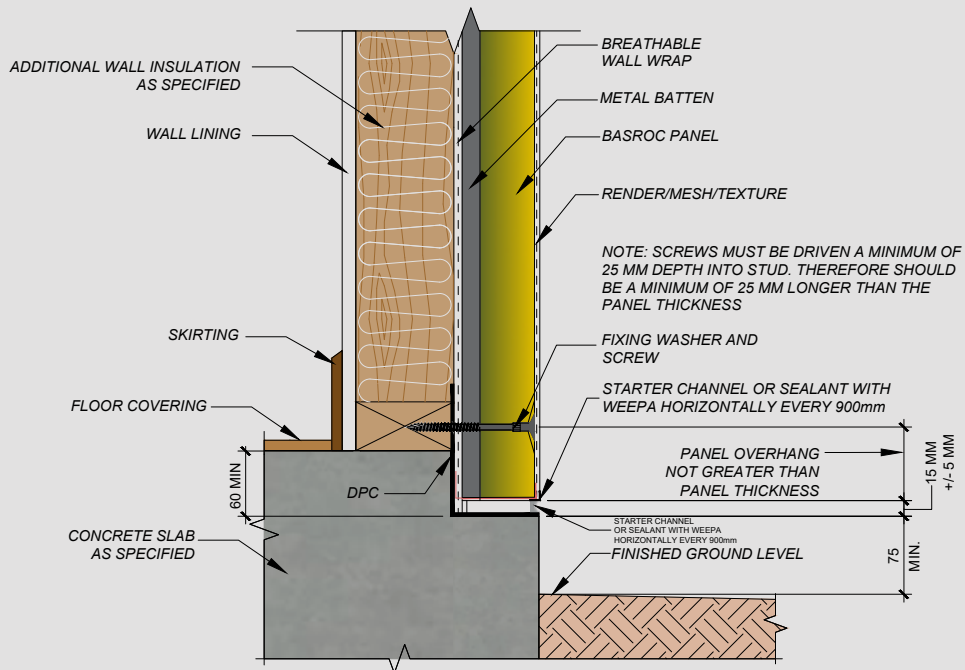 ADDITIONAL WALL INSULATION
AS SPECIFIED
WALL LINING
SKIRTING
FLOOR COVERING
60 MIN
DPC
CONCRETE SLAB
AS SPECIFIED
BREATHABLE
WALL WRAP
METAL BATTEN
BASROC PANEL
RENDER/MESH/TEXTURE
NOTE: SCREWS MUST BE DRIVEN A MINIMUM OF
25 MM DEPTH INTO STUD. THEREFORE SHOULD
BE A MINIMUM OF 25 MM LONGER THAN THE
PANEL THICKNESS
FIXING WASHER AND
SCREW
STARTER CHANNEL OR SEALANT WITH
WEEPA HORIZONTALLY EVERY 900mm
PANEL OVERHANG
NOT GREATER THAN
PANEL THICKNESS
15 MM
+/- 5 MM
STARTER CHANNEL
OR SEALANT WITH WEEPA
HORIZONTALLY EVERY 900mm
FINISHED GROUND LEVEL
75
MIN.